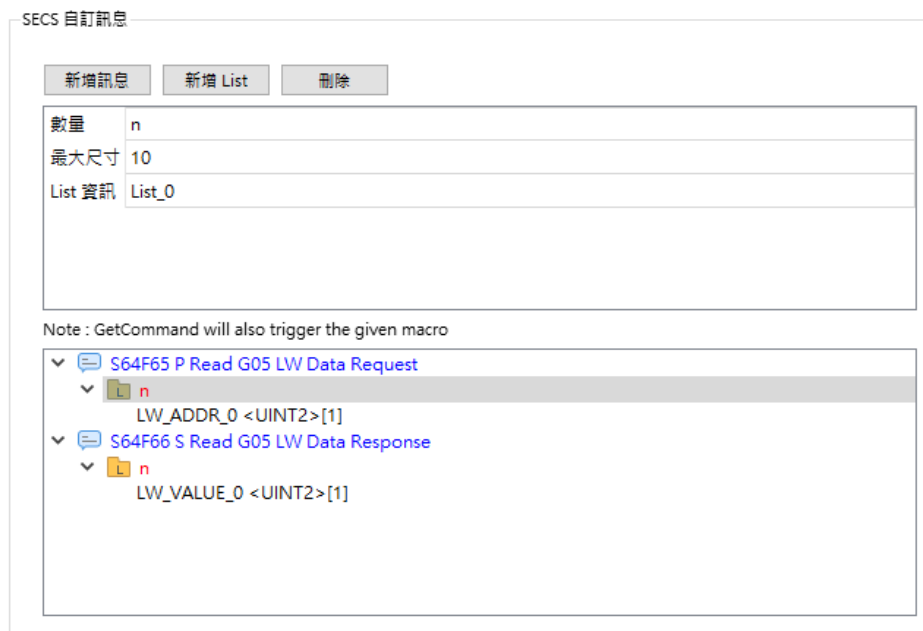 SECS 自訂訊息
新增訊息 新增 List 刪除
數量 n
最大尺寸 10
List 資訊 List_0
Note : GetCommand will also trigger the given macro
S64F65 P Read G05 LW Data Request
L n
LW_ADDR_0 <UINT2>[1]
S64F66 S Read G05 LW Data Response
L n
LW_VALUE_0 <UINT2>[1]